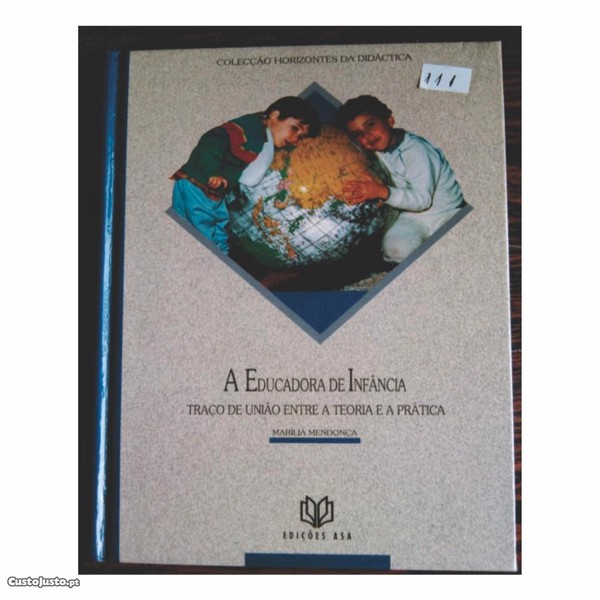 COLECÇÃO HORIZONTES DA DIDÁCTICA
111
A EDUCADORA DE INFÂNCIA
TRAÇO DE UNIÃO ENTRE A TEORIA E A PRÁTICA
MARÍLIA MENDONÇA
EDIÇÕES ASA
CustoJusto.pt